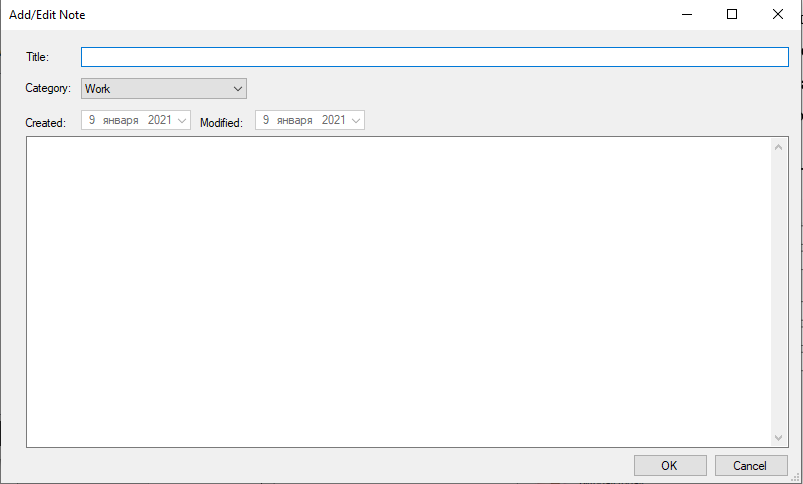 Add/Edit Note
Title:
Category: Work
Created: 9 января 2021 Modified: 9 января 2021
OK Cancel